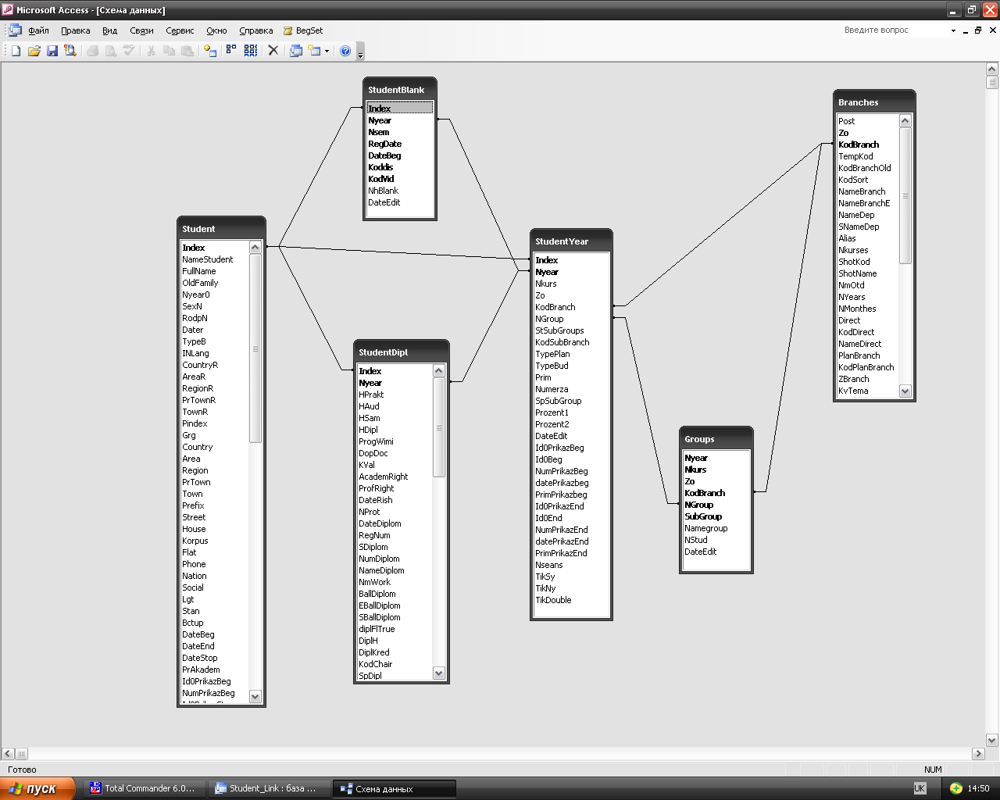 Microsoft Access - [Схема данных]
Файл Правка Вид Связи Сервис Окно Справка BegSet Введите вопрос
StudentBlank
Index
Nyear
Nsem
RegDate
DateBeg
Koddis
KodVid
NhBlank
DateEdit
Branches
Post
Zo
KodBranch
TempKod
KodBranchOld
KodSort
NameBranch
NameBranchE
NameDep
SNameDep
Alias
Nkurses
ShotKod
ShotName
NmOtd
NYears
NMonthes
Direct
KodDirect
NameDirect
PlanBranch
KodPlanBranch
ZBranch
KvTema
Student
Index
NameStudent
FullName
OldFamily
Nyear0
SexN
RodpN
Dater
TypeB
INLang
CountryR
AreaR
RegionR
PrTownR
TownR
Pindex
Grg
Country
Area
Region
PrTown
Town
Prefix
Street
House
Korpus
Flat
Phone
Nation
Social
Lgt
Stan
Bctup
DateBeg
DateEnd
DateStop
PrAkadem
Id0PrikazBeg
NumPrikazBeg
StudentYear
Index
Nyear
Nkurs
Zo
KodBranch
NGroup
StSubGroups
KodSubBranch
TypePlan
TypeBud
Prim
Numerza
SpSubGroup
Prozent1
Prozent2
DateEdit
Id0PrikazBeg
Id0Beg
NumPrikazBeg
datePrikazbeg
PrimPrikazbeg
Id0PrikazEnd
Id0End
NumPrikazEnd
datePrikazEnd
PrimPrikazEnd
Nseans
TikSy
TikNy
TikDouble
StudentDipl
Index
Nyear
HPrakt
HAud
HSam
HDipl
ProgWimi
DopDoc
KVal
AcademRight
ProfRight
DateRish
NProt
DateDiplom
RegNum
SDiplom
NumDiplom
NameDiplom
NmWork
BallDiplom
EBallDiplom
SBallDiplom
diplFlTrue
DiplH
DiplKred
KodChair
SpDipl
Groups
Nyear
Nkurs
Zo
KodBranch
NGroup
SubGroup
Namegroup
NStud
DateEdit
Готово NUM
пуск Total Commander 6.0... Student_Link : база ... Схема данных UK 14:50